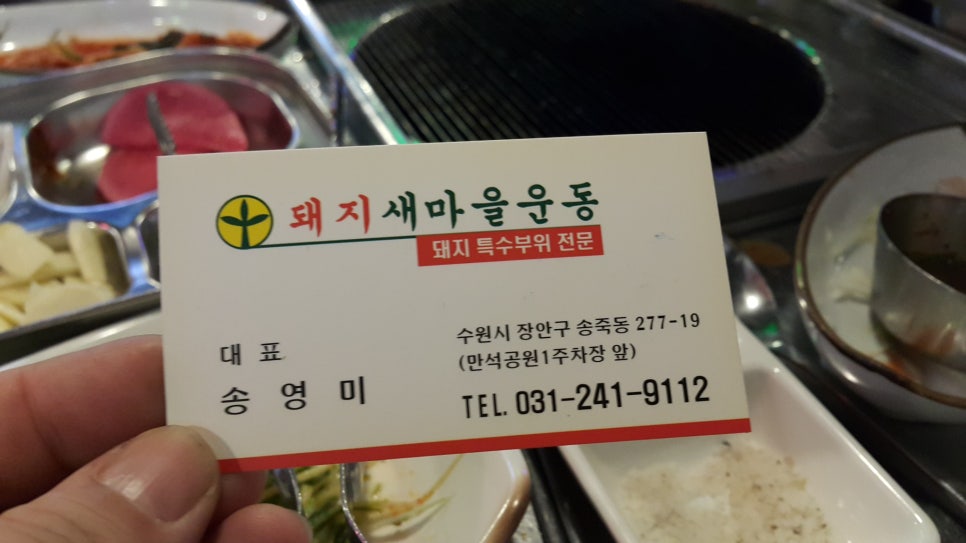 돼지새마을운동
돼지 특수부위 전문
대표
송영미
수원시 장안구 송죽동 277-19
(만석공원1주차장 앞)
TEL. 031-241-9112